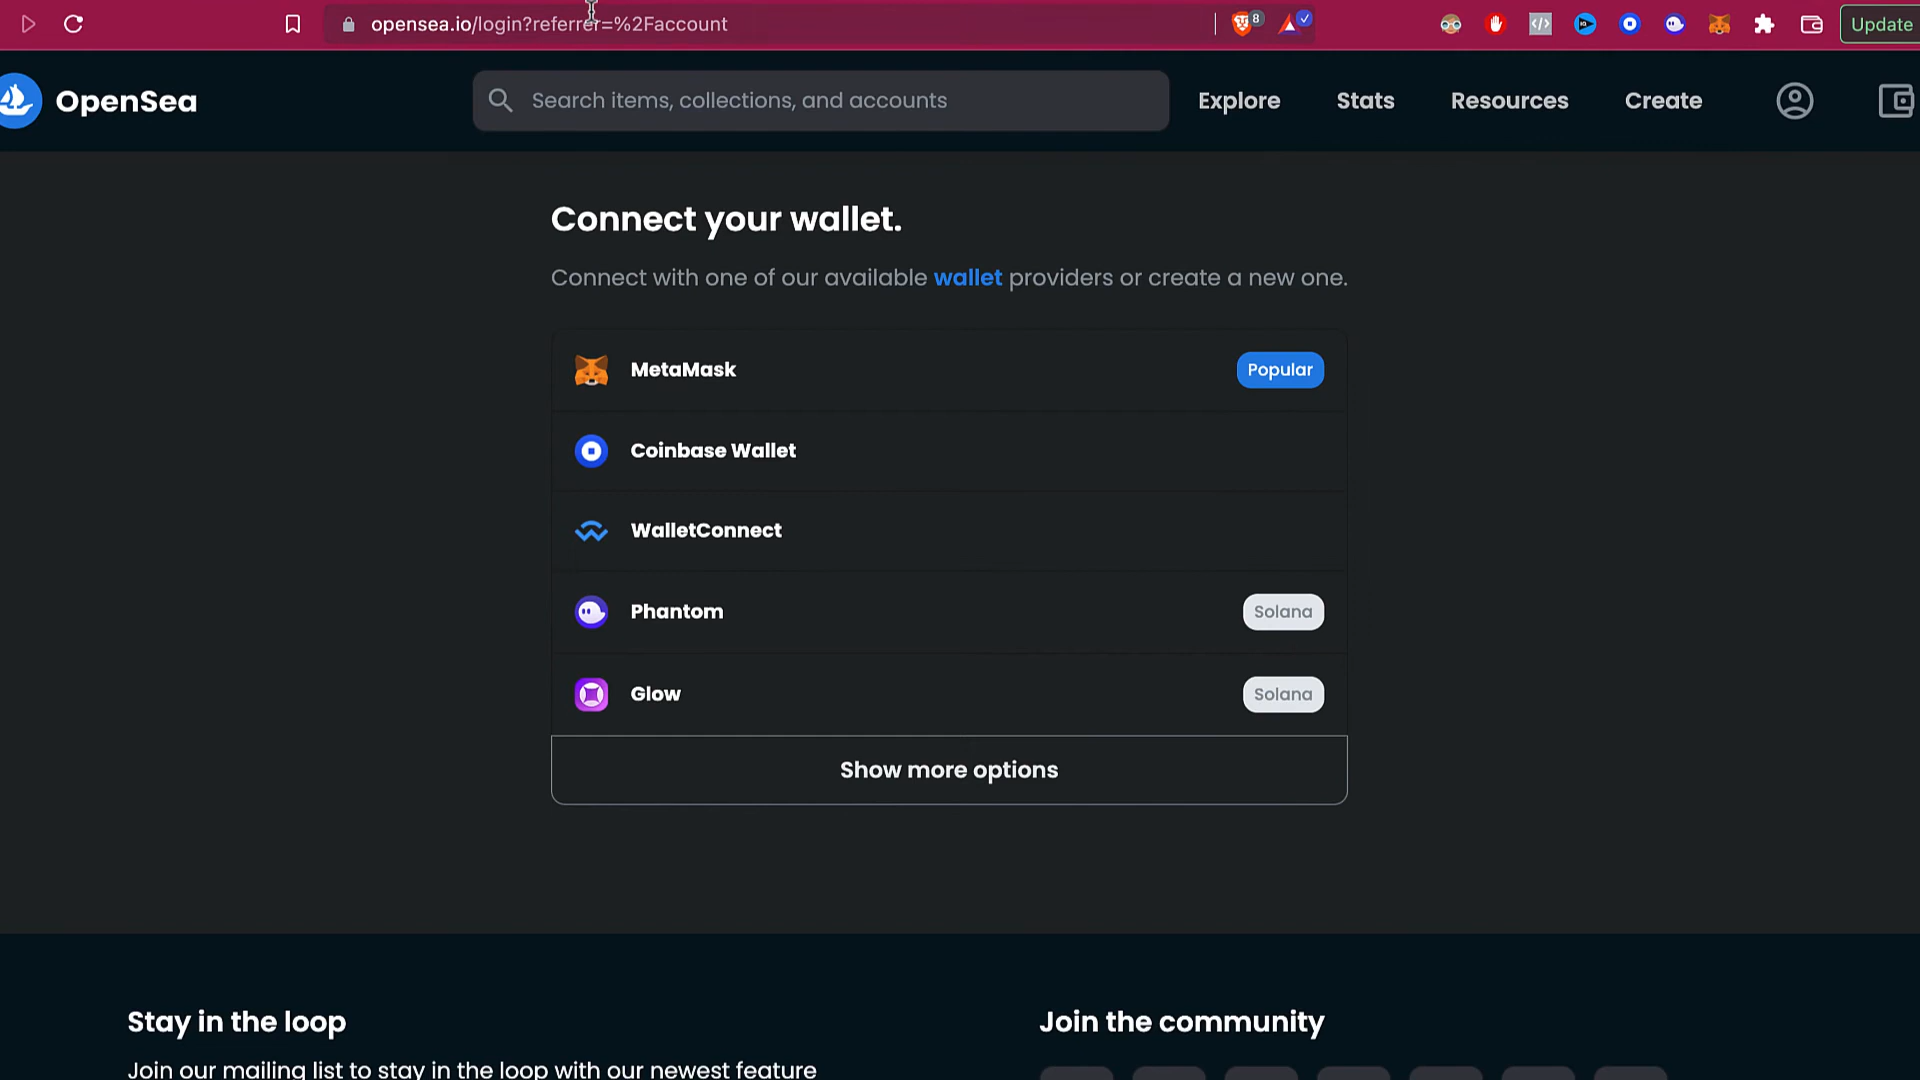 opensea.io/login?referrer=%2Faccount
8
Update
OpenSea
Search items, collections, and accounts
Explore
Stats
Resources
Create
Connect your wallet.
Connect with one of our available wallet providers or create a new one.
MetaMask
Popular
Coinbase Wallet
WalletConnect
Phantom
Solana
Glow
Solana
Show more options
Stay in the loop
Join the community
Join our mailing list to stay in the loop with our newest feature